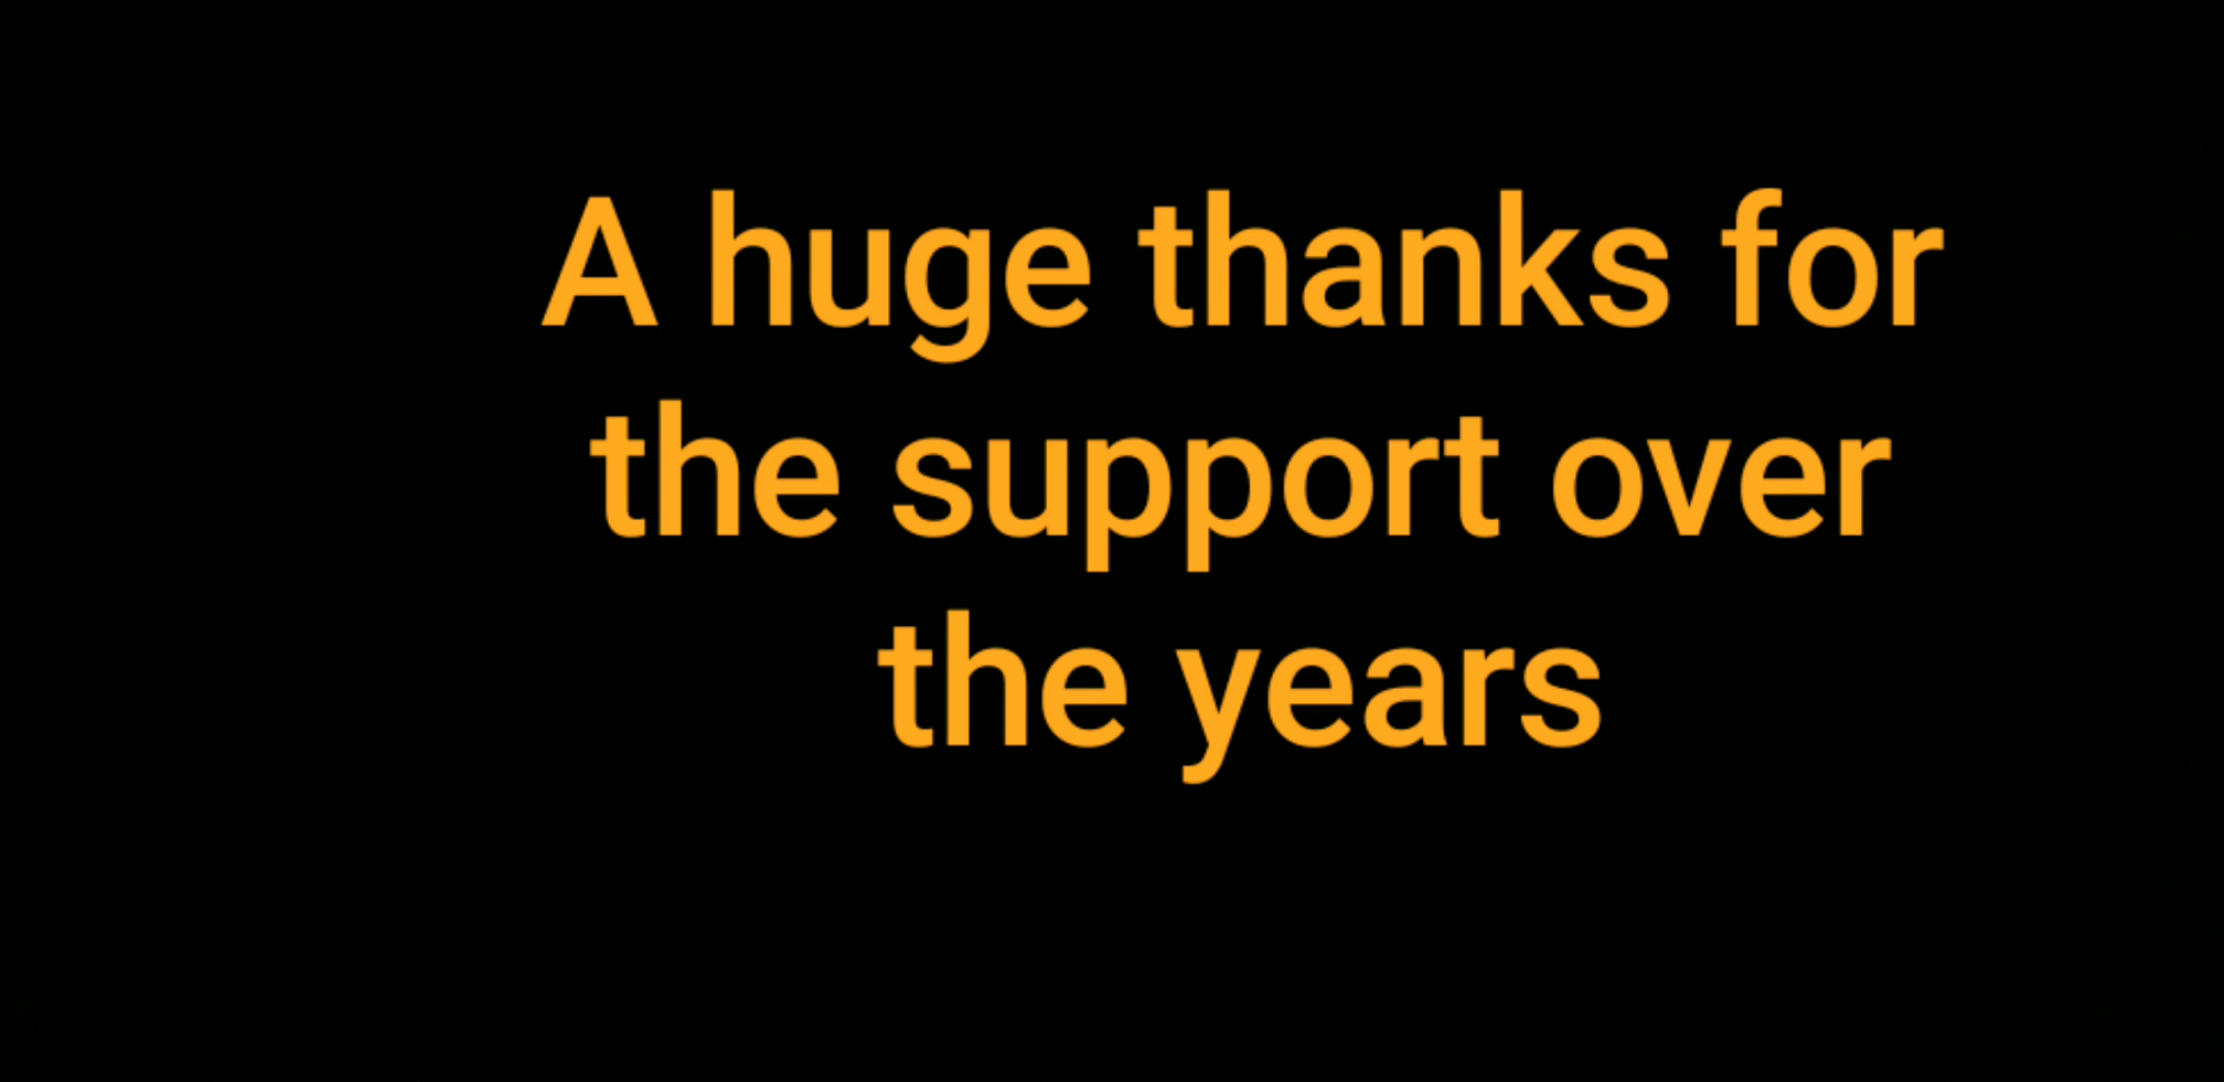 A huge thanks for
the support over
the years